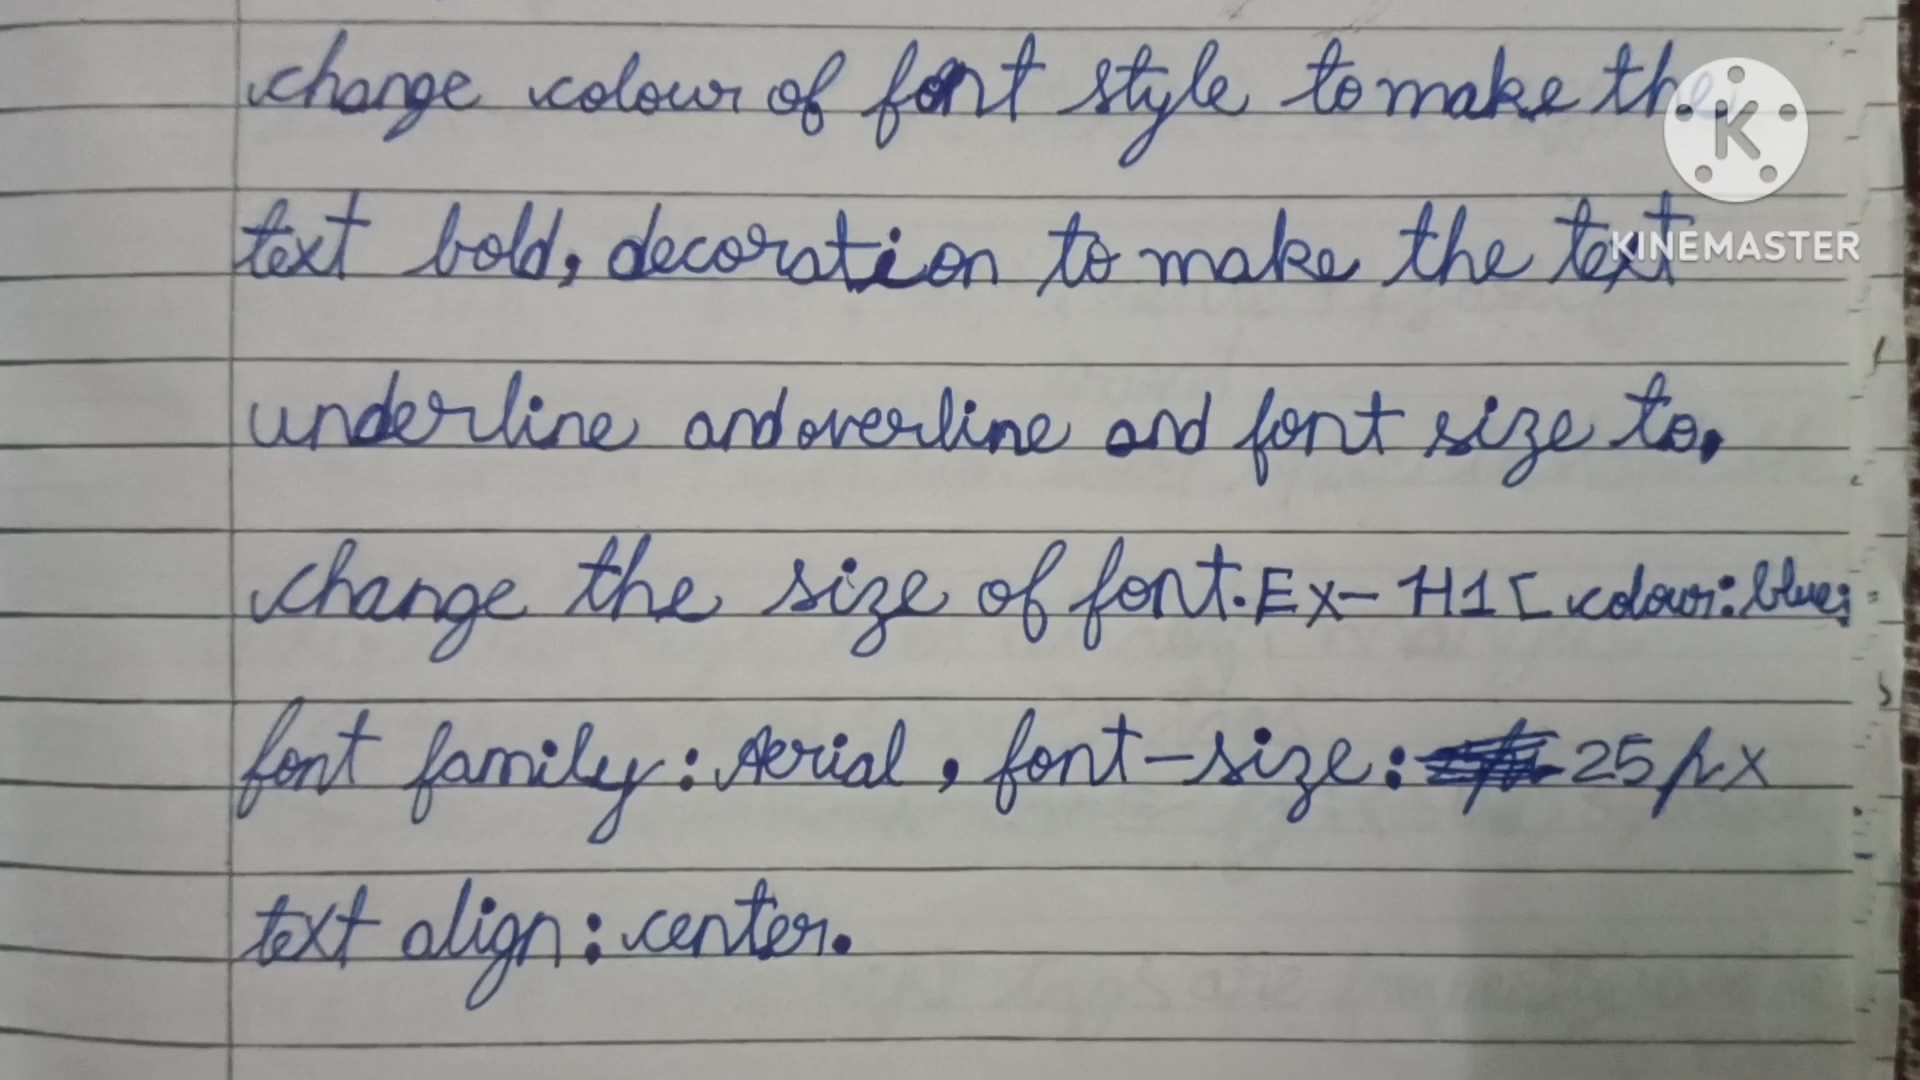 change colour of font style to make the
text bold, decoration to make the text
underline and overline and font size to,
change the size of font. EX- H1[ colour: blue;
font family: Aerial, font-size: 25px
text align: center.
K
KINEMASTER